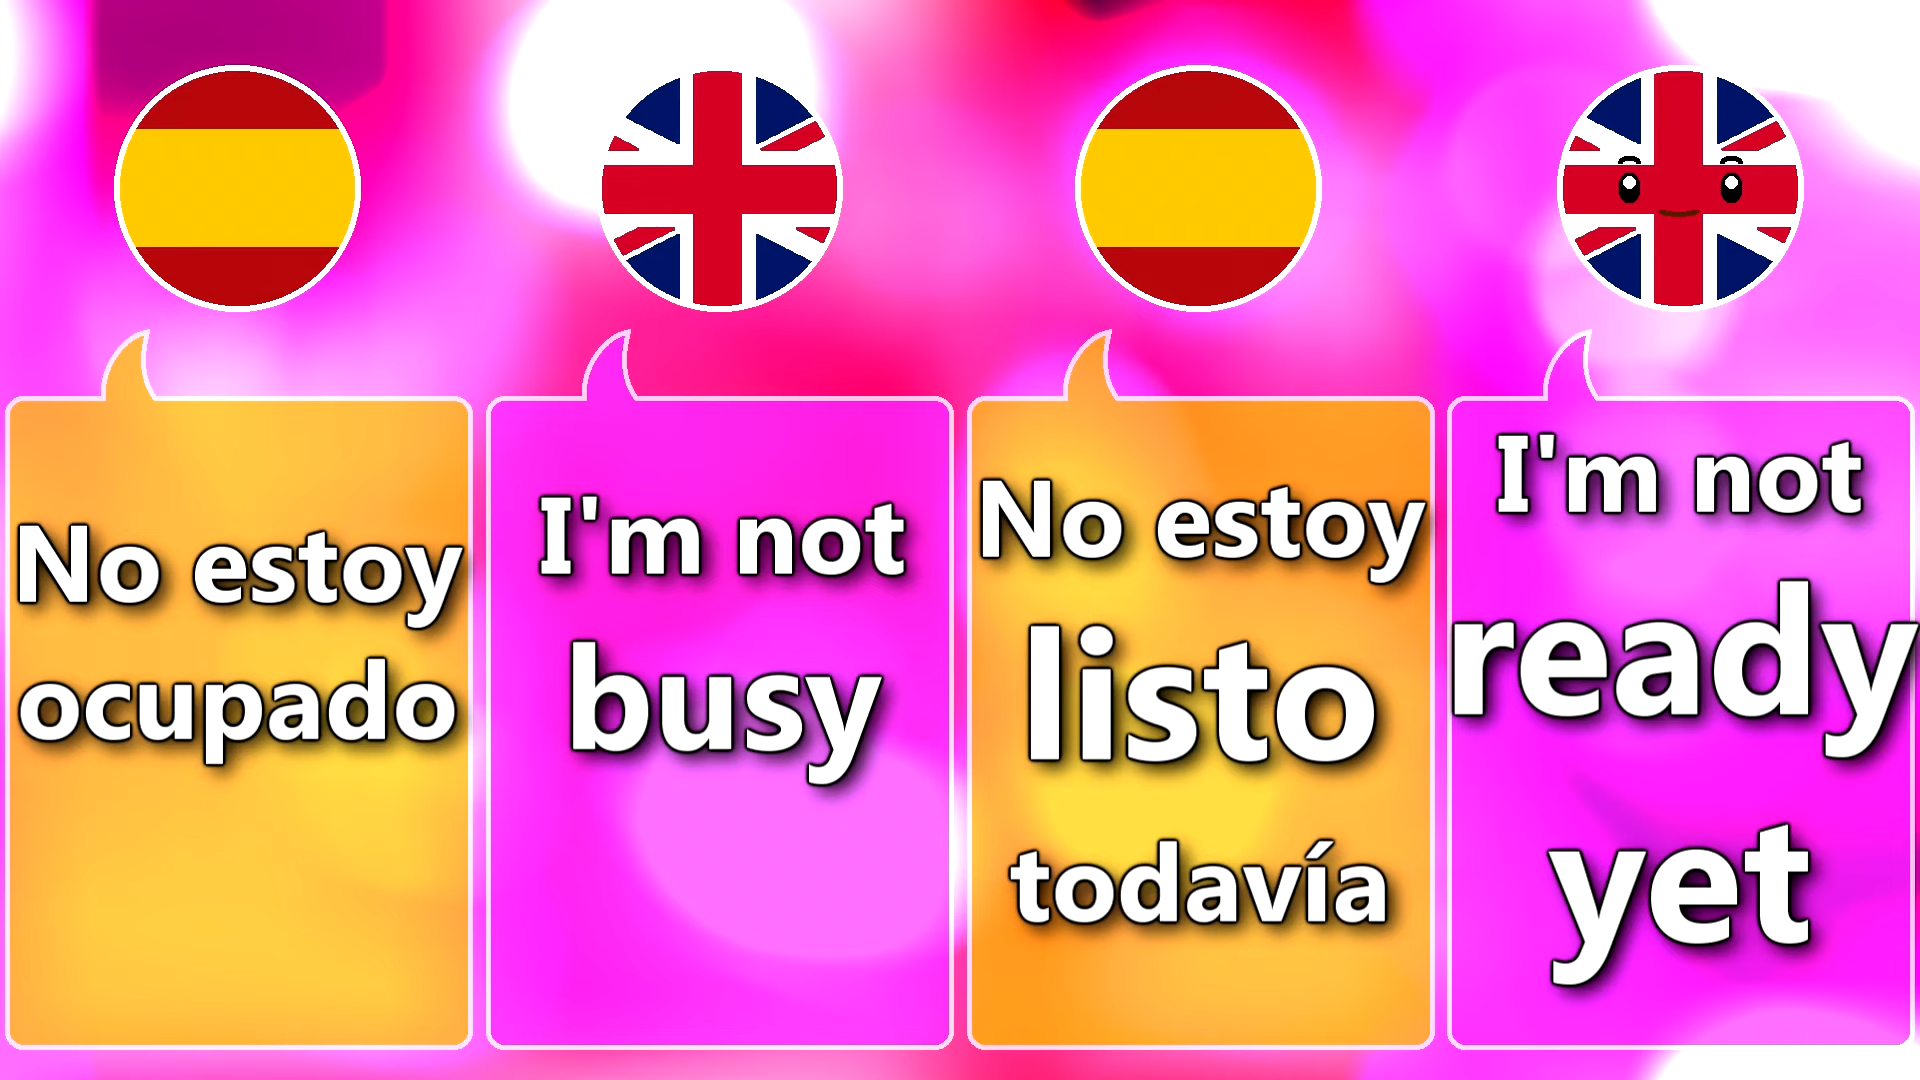 No estoy
ocupado
I'm not
busy
No estoy
listo
todavía
I'm not
ready
yet